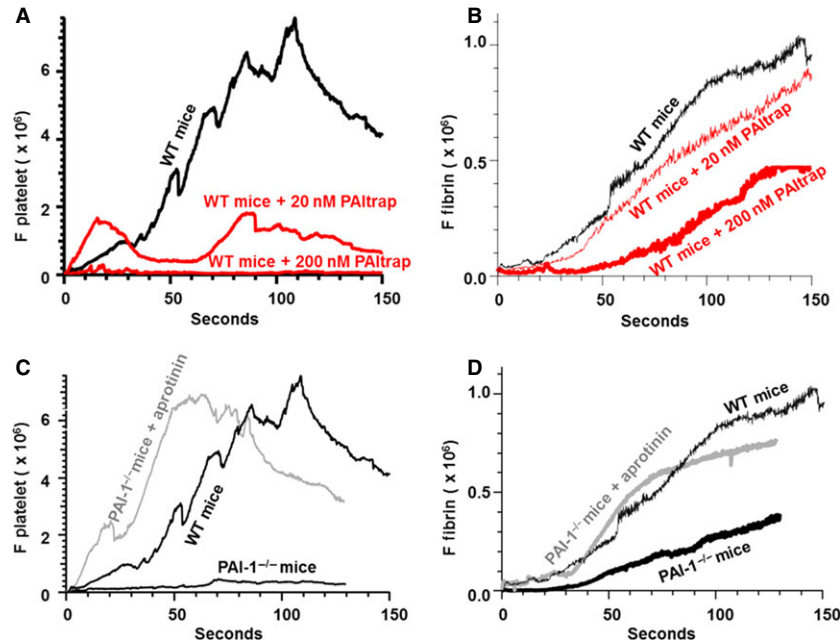 A
F platelet ( x 10⁶)
6
4
2
0
WT mice
WT mice + 20 nM PAItrap
WT mice + 200 nM PAItrap
0
50
100
150
Seconds
B
F fibrin ( x 10⁶)
1.0
0.5
0.0
WT mice
WT mice + 20 nM PAItrap
WT mice + 200 nM PAItrap
0
50
100
150
Seconds
C
F platelet ( x 10⁶)
6
4
2
0
PAI-1⁻/⁻ mice + aprotinin
WT mice
PAI-1⁻/⁻ mice
0
50
100
150
Seconds
D
F fibrin ( x 10⁶)
1.0
0.5
0
WT mice
PAI-1⁻/⁻ mice + aprotinin
PAI-1⁻/⁻ mice
0
50
100
150
Seconds